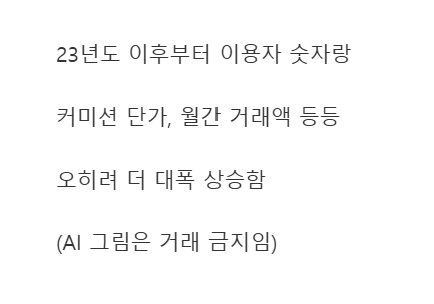 23년도 이후부터 이용자 숫자랑
커미션 단가, 월간 거래액 등등
오히려 더 대폭 상승함
(AI 그림은 거래 금지임)